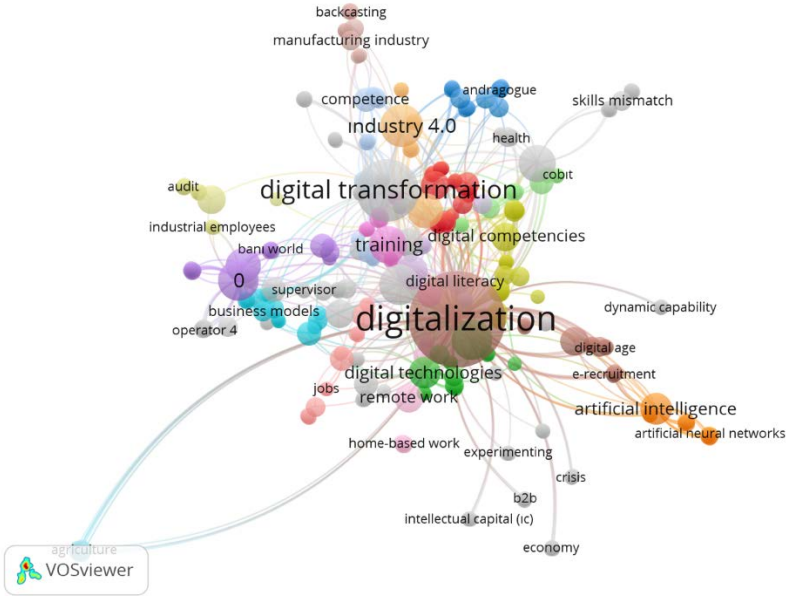 backcasting
manufacturing industry
competence
andragogue
skills mismatch
industry 4.0
health
cobit
audit
digital transformation
industrial employees
training
digital competencies
bani world
0
supervisor
digital literacy
business models
digitalization
dynamic capability
operator 4
digital age
digital technologies
e-recruitment
jobs
remote work
artificial intelligence
artificial neural networks
home-based work
experimenting
crisis
b2b
intellectual capital (ic)
economy
agriculture
VOSviewer